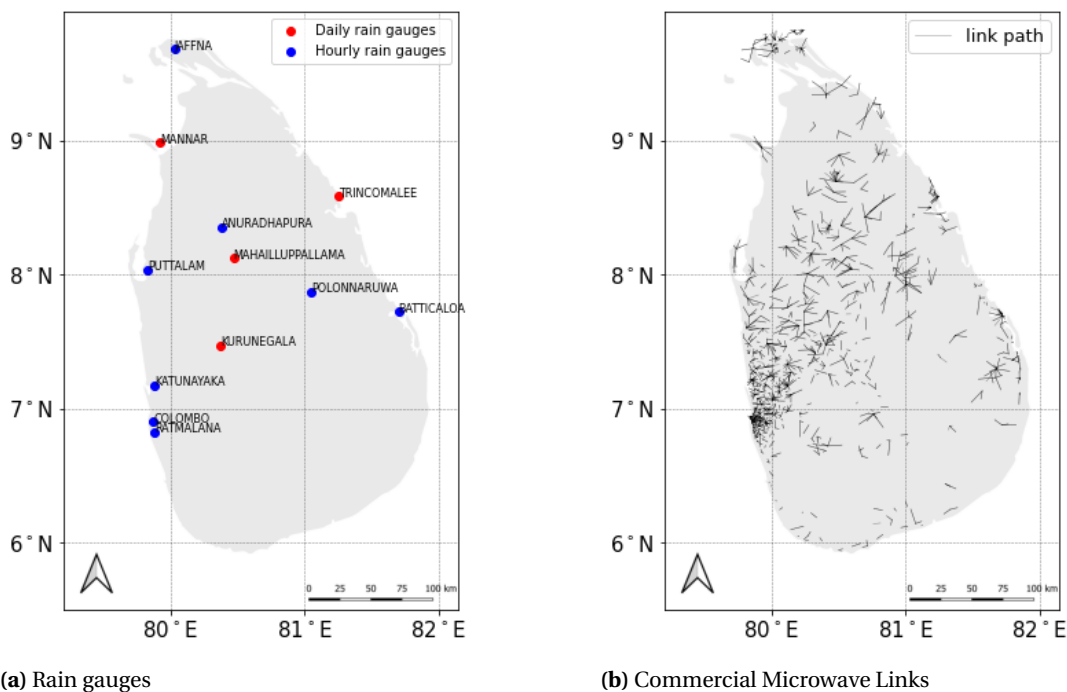 Daily rain gauges
Hourly rain gauges
JAFFNA
MANNAR
TRINCOMALEE
ANURADHAPURA
MAHAILLUPPALLAMA
PUTTALAM
POLONNARUWA
BATTICALOA
KURUNEGALA
KATUNAYAKA
COLOMBO
RATMALANA
9°N
8°N
7°N
6°N
0 25 50 75 100 km
80°E 81°E 82°E
(a) Rain gauges
link path
9°N
8°N
7°N
6°N
0 25 50 75 100 km
80°E 81°E 82°E
(b) Commercial Microwave Links